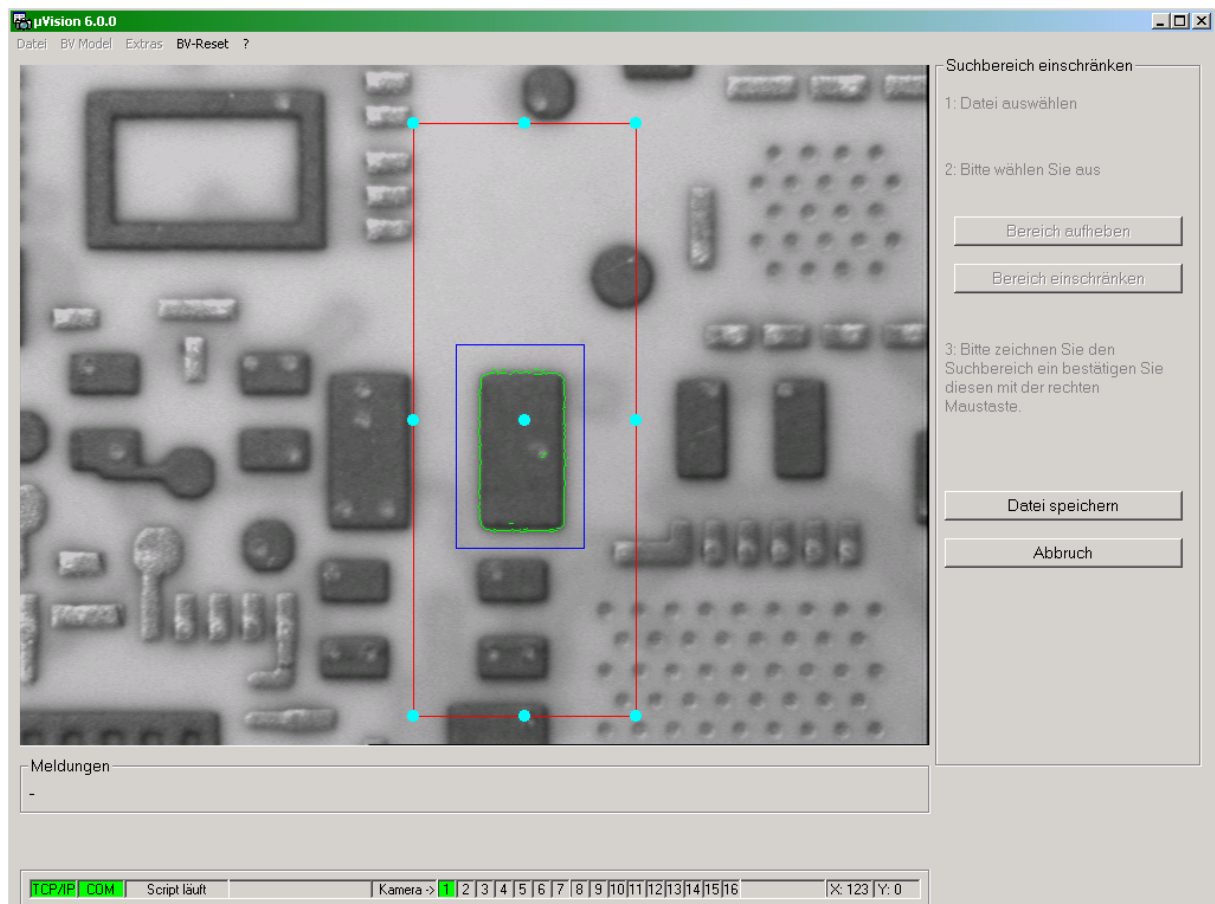 µVision 6.0.0
Datei BV Model Extras BV-Reset ?
Suchbereich einschränken
1: Datei auswählen
2: Bitte wählen Sie aus
Bereich aufheben
Bereich einschränken
3: Bitte zeichnen Sie den
Suchbereich ein bestätigen Sie
diesen mit der rechten
Maustaste.
Datei speichern
Abbruch
Meldungen
-
TCP/IP COM Script läuft Kamera -> 1 2 3 4 5 6 7 8 9 10 11 12 13 14 15 16 X: 123 Y: 0